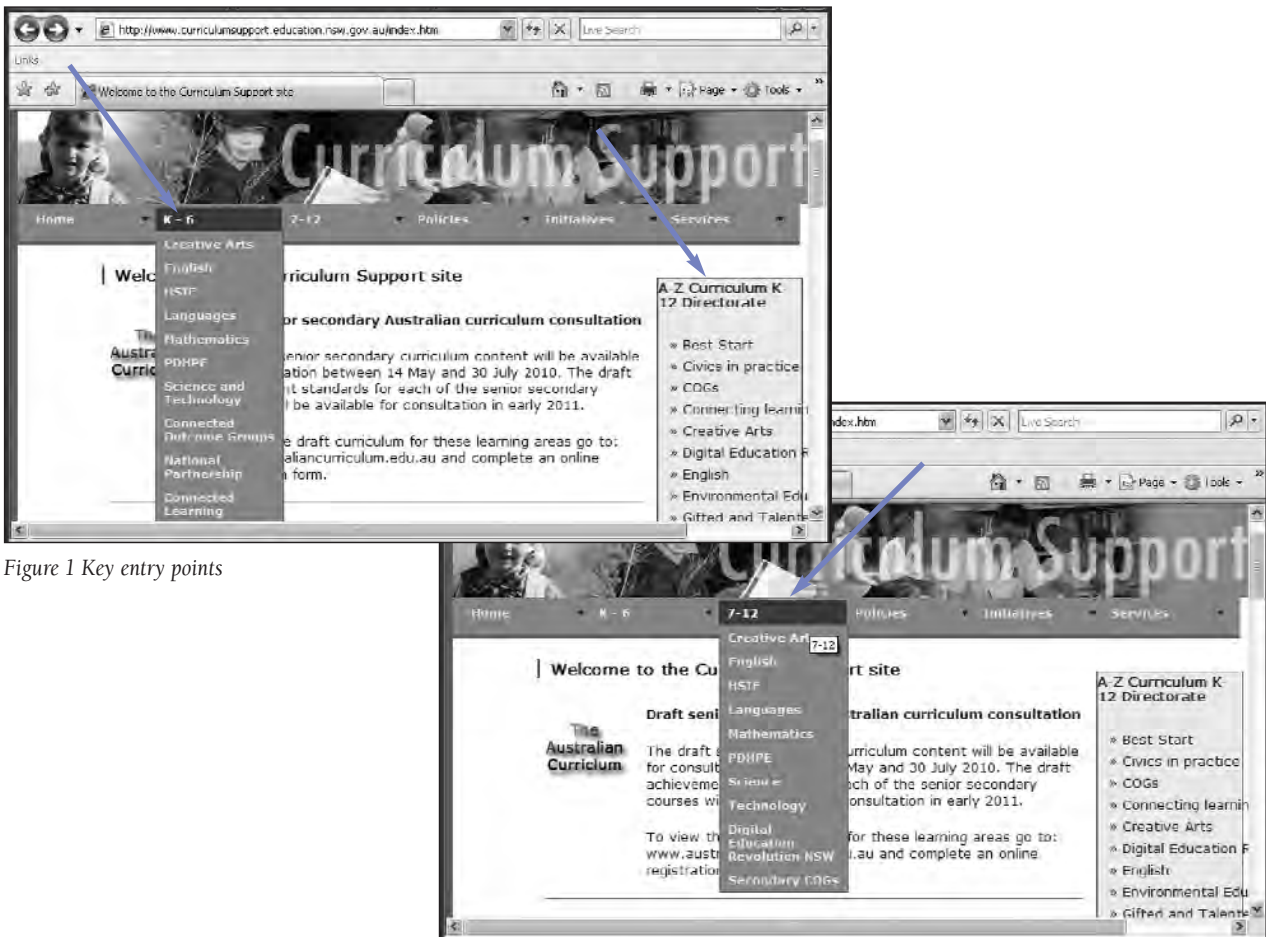 http://www.curriculumsupport.education.nsw.gov.au/index.htm
Live Search
Links
Welcome to the Curriculum Support site
Page
Tools
Curriculum Support
Home
K - 6
7-12
Policies
Initiatives
Services
Creative Arts
English
HSIE
Languages
Mathematics
PDHPE
Science and
Technology
Connected
Outcome Groups
National
Partnership
Connected
Learning
Welc
rriculum Support site
or secondary Australian curriculum consultation
The
Austra
Curric
enior secondary curriculum content will be available
ation between 14 May and 30 July 2010. The draft
nt standards for each of the senior secondary
l be available for consultation in early 2011.
e draft curriculum for these learning areas go to:
aliancurriculum.edu.au and complete an online
n form.
A-Z Curriculum K-
12 Directorate
» Best Start
» Civics in practice
» COGs
» Connecting learnin
» Creative Arts
» Digital Education R
» English
» Environmental Edu
» Gifted and Talente
Figure 1 Key entry points
ndex.htm
Live Search
Page
Tools
Curriculum Support
Home
K - 6
7-12
Policies
Initiatives
Services
Creative Art
7-12
English
HSIE
Languages
Mathematics
PDHPE
Science
Technology
Digital
Education
Revolution NSW
Secondary COGs
Welcome to the Cu
rt site
Draft seni
tralian curriculum consultation
The
Australian
Curriculum
The draft s
urriculum content will be available
for consult
May and 30 July 2010. The draft
achieveme
ach of the senior secondary
courses wi
onsultation in early 2011.
To view th
for these learning areas go to:
www.austr
u.au and complete an online
registration
A-Z Curriculum K-
12 Directorate
» Best Start
» Civics in practice
» COGs
» Connecting learnin
» Creative Arts
» Digital Education F
» English
» Environmental Edu
» Gifted and Talente